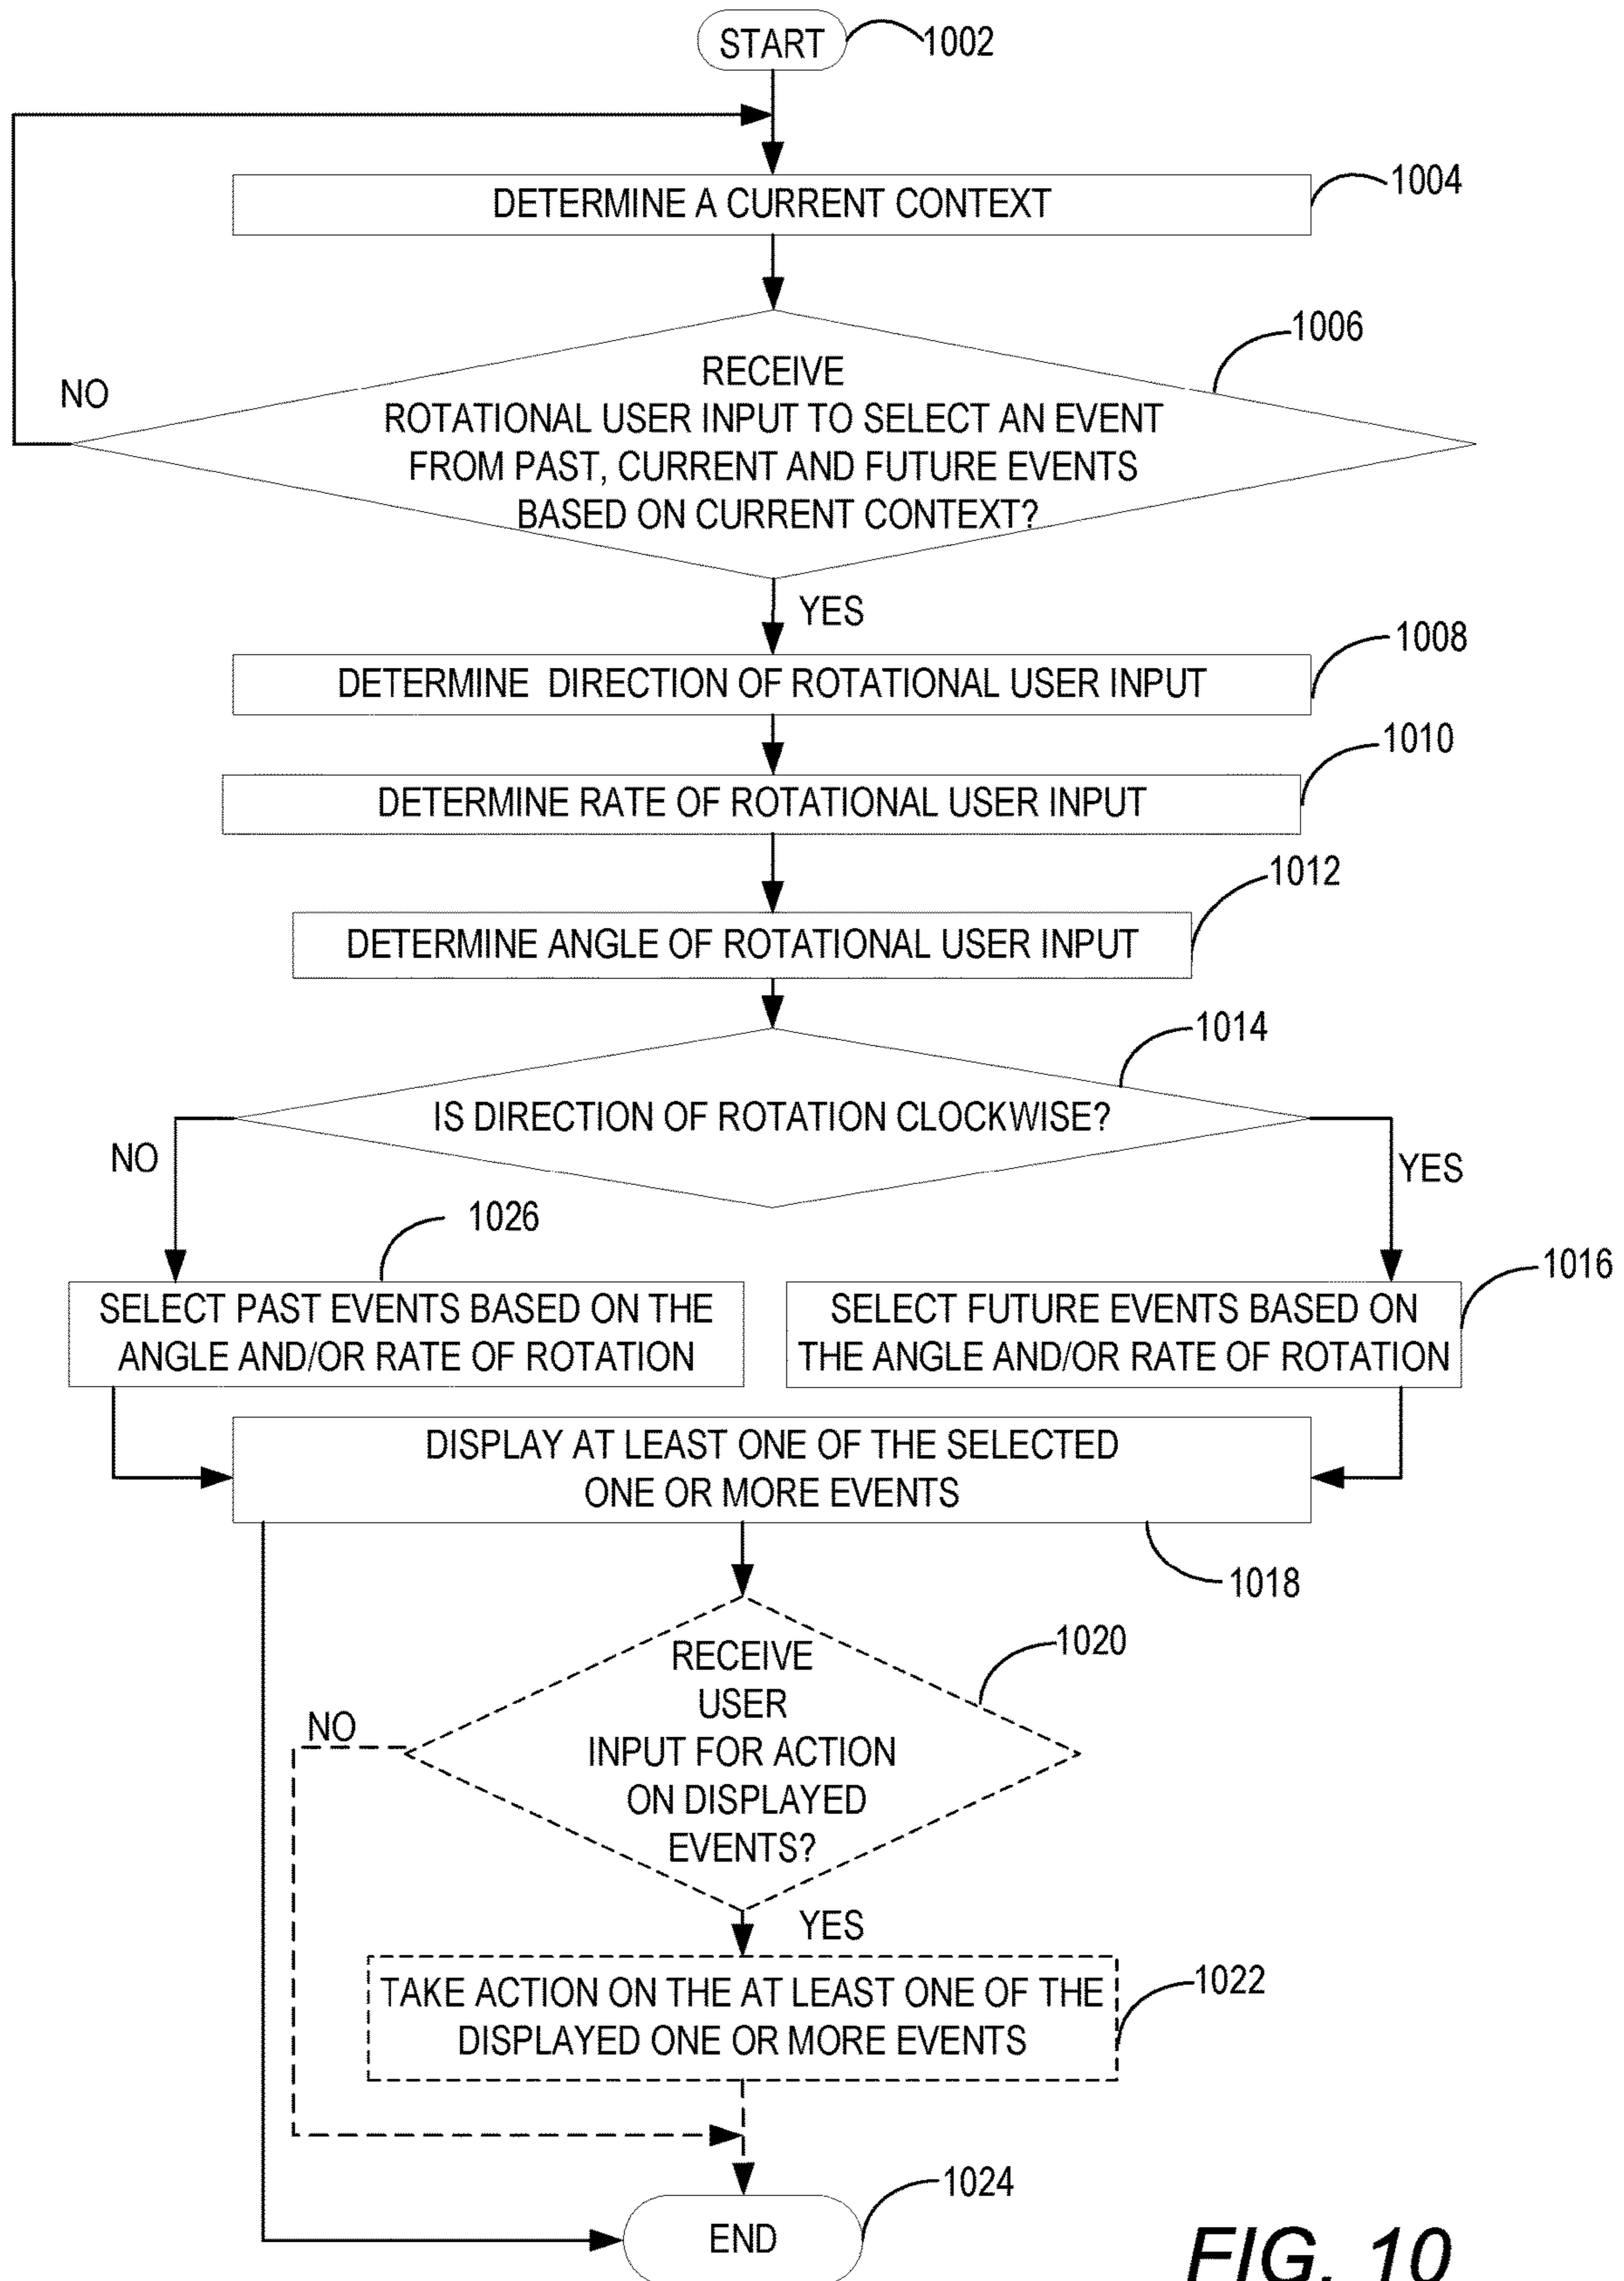 START
1002
DETERMINE A CURRENT CONTEXT
1004
1006
RECEIVE
ROTATIONAL USER INPUT TO SELECT AN EVENT
FROM PAST, CURRENT AND FUTURE EVENTS
BASED ON CURRENT CONTEXT?
NO
YES
1008
DETERMINE DIRECTION OF ROTATIONAL USER INPUT
1010
DETERMINE RATE OF ROTATIONAL USER INPUT
1012
DETERMINE ANGLE OF ROTATIONAL USER INPUT
1014
IS DIRECTION OF ROTATION CLOCKWISE?
NO
YES
1026
1016
SELECT PAST EVENTS BASED ON THE
ANGLE AND/OR RATE OF ROTATION
SELECT FUTURE EVENTS BASED ON
THE ANGLE AND/OR RATE OF ROTATION
DISPLAY AT LEAST ONE OF THE SELECTED
ONE OR MORE EVENTS
1018
1020
RECEIVE
USER
INPUT FOR ACTION
ON DISPLAYED
EVENTS?
NO
YES
1022
TAKE ACTION ON THE AT LEAST ONE OF THE
DISPLAYED ONE OR MORE EVENTS
1024
END
FIG. 10